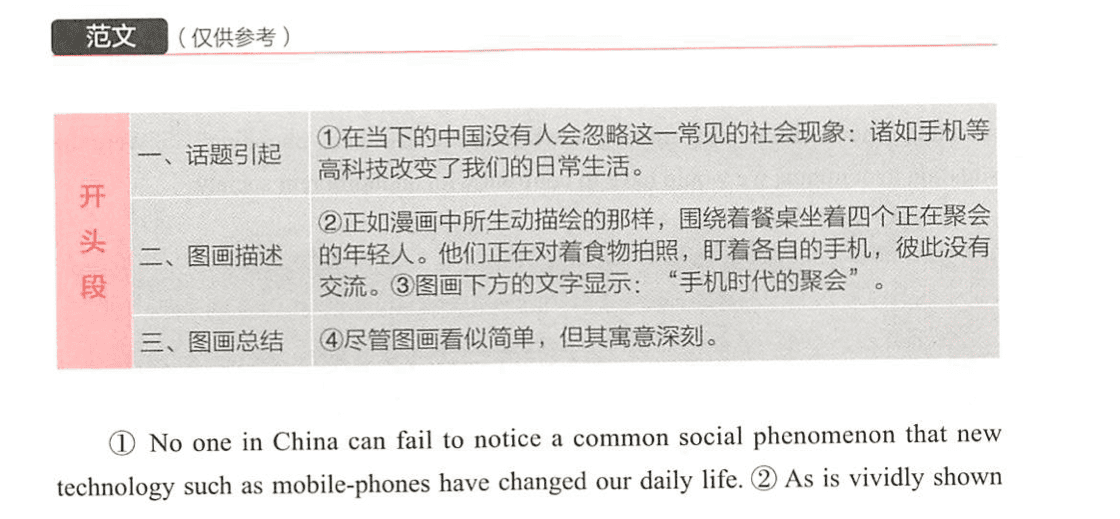 范文 （仅供参考）
开头段
一、话题引起
①在当下的中国没有人会忽略这一常见的社会现象：诸如手机等
高科技改变了我们的日常生活。
二、图画描述
②正如漫画中所生动描绘的那样，围绕着餐桌坐着四个正在聚会
的年轻人。他们正在对着食物拍照，盯着各自的手机，彼此没有
交流。③图画下方的文字显示：“手机时代的聚会”。
三、图画总结
④尽管图画看似简单，但其寓意深刻。
① No one in China can fail to notice a common social phenomenon that new
technology such as mobile-phones have changed our daily life. ② As is vividly shown